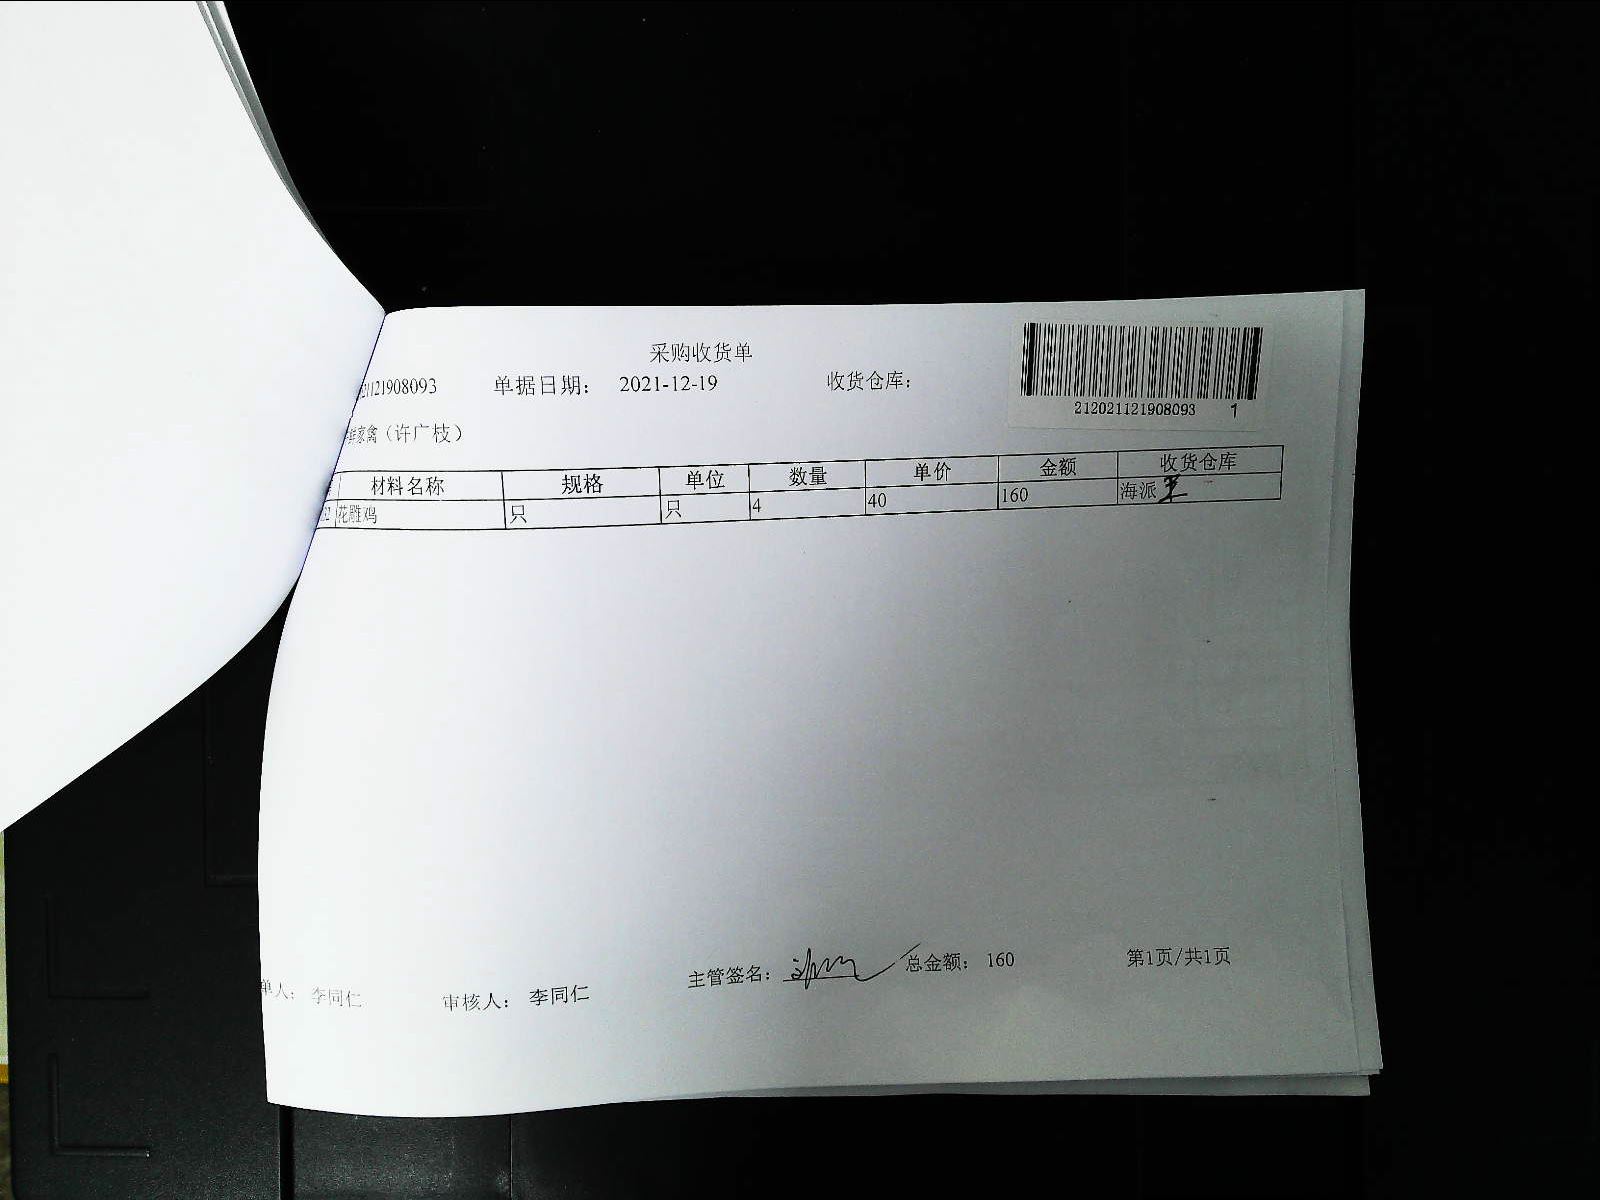 采购收货单
21121908093 单据日期： 2021-12-19 收货仓库：
212021121908093 1
鲜家禽（许广枝）
材料名称 规格 单位 数量 单价 金额 收货仓库
32 花雕鸡 只 只 4 40 160 海派
主管签名： 总金额： 160 第1页/共1页
单人： 李同仁 审核人： 李同仁